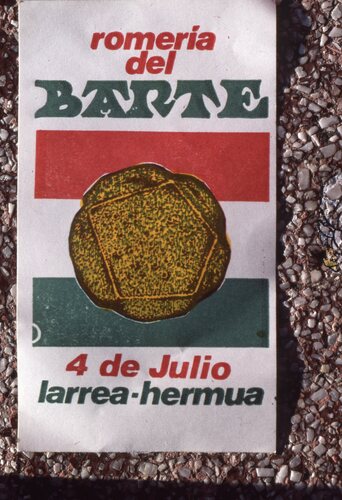 romería
del
BARTE
4 de Julio
larrea-hermua